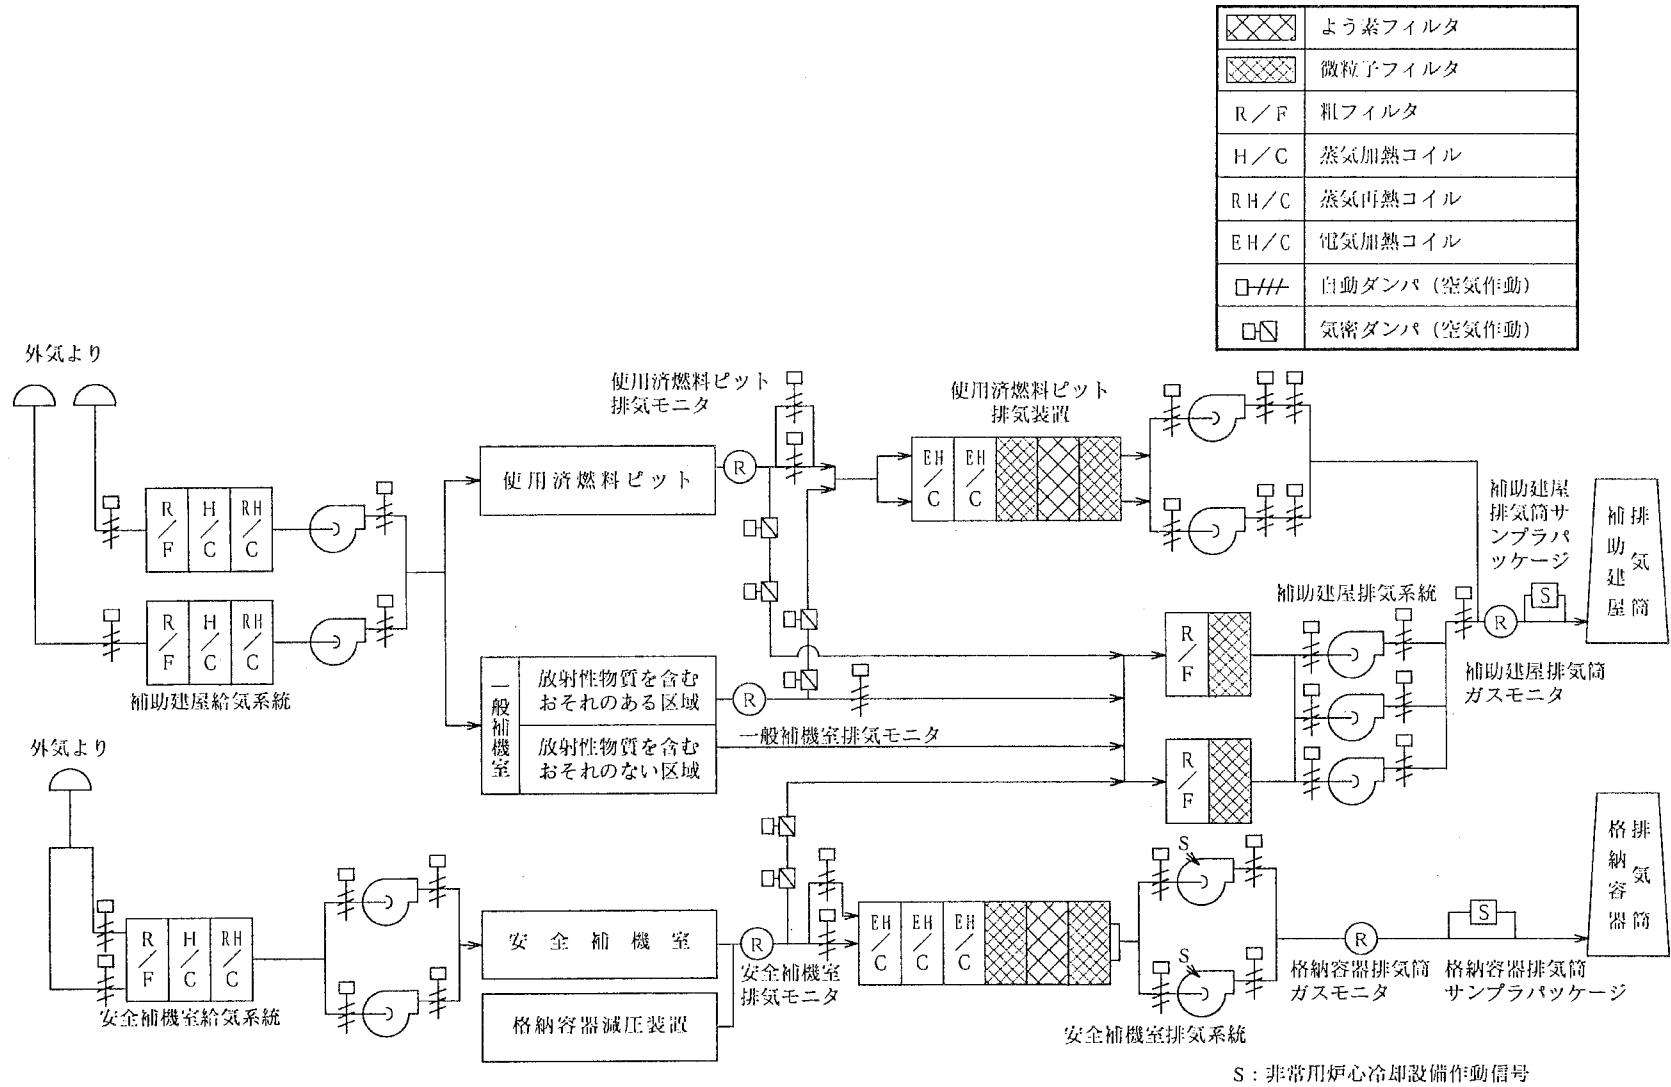 よう素フィルタ
微粒子フィルタ
R／F 粗フィルタ
H／C 蒸気加熱コイル
RH／C 蒸気再熱コイル
EH／C 電気加熱コイル
自動ダンパ (空気作動)
気密ダンパ (空気作動)
外気より
使用済燃料ピット
排気モニタ
使用済燃料ピット
排気装置
R／F
H／C
RH／C
使用済燃料ピット
R
EH／C
EH／C
補助建屋
排気筒サ
ンプラパ
ッケージ
補助建屋
排気筒
R／F
H／C
RH／C
補助建屋給気系統
一般補機室
放射性物質を含む
おそれのある区域
放射性物質を含む
おそれのない区域
R
一般補機室排気モニタ
R／F
R／F
補助建屋排気系統
R
S
補助建屋排気筒
ガスモニタ
外気より
R／F
H／C
RH／C
安全補機室給気系統
安全補機室
格納容器減圧装置
R
安全補機室
排気モニタ
EH／C
EH／C
EH／C
S
S
安全補機室排気系統
R
格納容器排気筒
ガスモニタ
S
格納容器排気筒
サンプラパッケージ
格納容器
排気筒
S：非常用炉心冷却設備作動信号